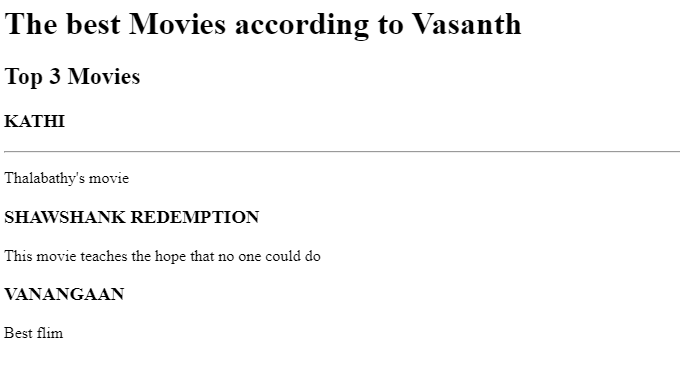 The best Movies according to Vasanth
Top 3 Movies
KATHI
Thalabathy's movie
SHAWSHANK REDEMPTION
This movie teaches the hope that no one could do
VANANGAAN
Best flim